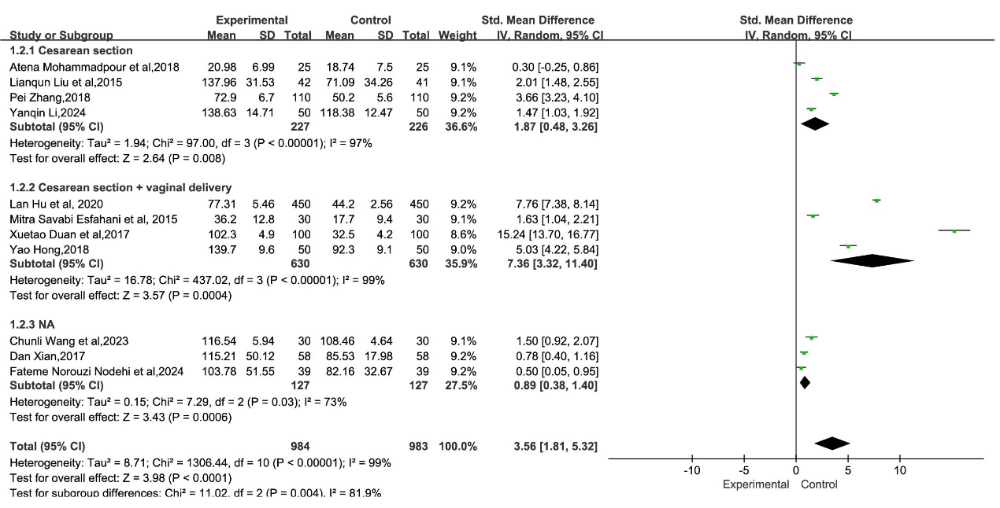 Experimental Control Std. Mean Difference Std. Mean Difference
Study or Subgroup Mean SD Total Mean SD Total Weight IV, Random, 95% CI IV, Random, 95% CI
1.2.1 Cesarean section
Atena Mohammadpour et al,2018 20.98 6.99 25 18.74 7.5 25 9.1% 0.30 [-0.25, 0.86]
Lianqun Liu et al,2015 137.96 31.53 42 71.09 34.26 41 9.1% 2.01 [1.48, 2.55]
Pei Zhang,2018 72.9 6.7 110 50.2 5.6 110 9.2% 3.66 [3.23, 4.10]
Yanqin Li,2024 138.63 14.71 50 118.38 12.47 50 9.2% 1.47 [1.03, 1.92]
Subtotal (95% CI) 227 226 36.6% 1.87 [0.48, 3.26]
Heterogeneity: Tau² = 1.94; Chi² = 97.00, df = 3 (P < 0.00001); I² = 97%
Test for overall effect: Z = 2.64 (P = 0.008)
1.2.2 Cesarean section + vaginal delivery
Lan Hu et al, 2020 77.31 5.46 450 44.2 2.56 450 9.2% 7.76 [7.38, 8.14]
Mitra Savabi Esfahani et al, 2015 36.2 12.8 30 17.7 9.4 30 9.1% 1.63 [1.04, 2.21]
Xuetao Duan et al,2017 102.3 4.9 100 32.5 4.2 100 8.6% 15.24 [13.70, 16.77]
Yao Hong,2018 139.7 9.6 50 92.3 9.1 50 9.0% 5.03 [4.22, 5.84]
Subtotal (95% CI) 630 630 35.9% 7.36 [3.32, 11.40]
Heterogeneity: Tau² = 16.78; Chi² = 437.02, df = 3 (P < 0.00001); I² = 99%
Test for overall effect: Z = 3.57 (P = 0.0004)
1.2.3 NA
Chunli Wang et al,2023 116.54 5.94 30 108.46 4.64 30 9.1% 1.50 [0.92, 2.07]
Dan Xian,2017 115.21 50.12 58 85.53 17.98 58 9.2% 0.78 [0.40, 1.16]
Fateme Norouzi Nodehi et al,2024 103.78 51.55 39 82.16 32.67 39 9.2% 0.50 [0.05, 0.95]
Subtotal (95% CI) 127 127 27.5% 0.89 [0.38, 1.40]
Heterogeneity: Tau² = 0.15; Chi² = 7.29, df = 2 (P = 0.03); I² = 73%
Test for overall effect: Z = 3.43 (P = 0.0006)
Total (95% CI) 984 983 100.0% 3.56 [1.81, 5.32]
Heterogeneity: Tau² = 8.71; Chi² = 1306.44, df = 10 (P < 0.00001); I² = 99%
Test for overall effect: Z = 3.98 (P < 0.0001)
Test for subgroup differences: Chi² = 11.02, df = 2 (P = 0.004), I² = 81.9%
-10 -5 0 5 10
Experimental Control